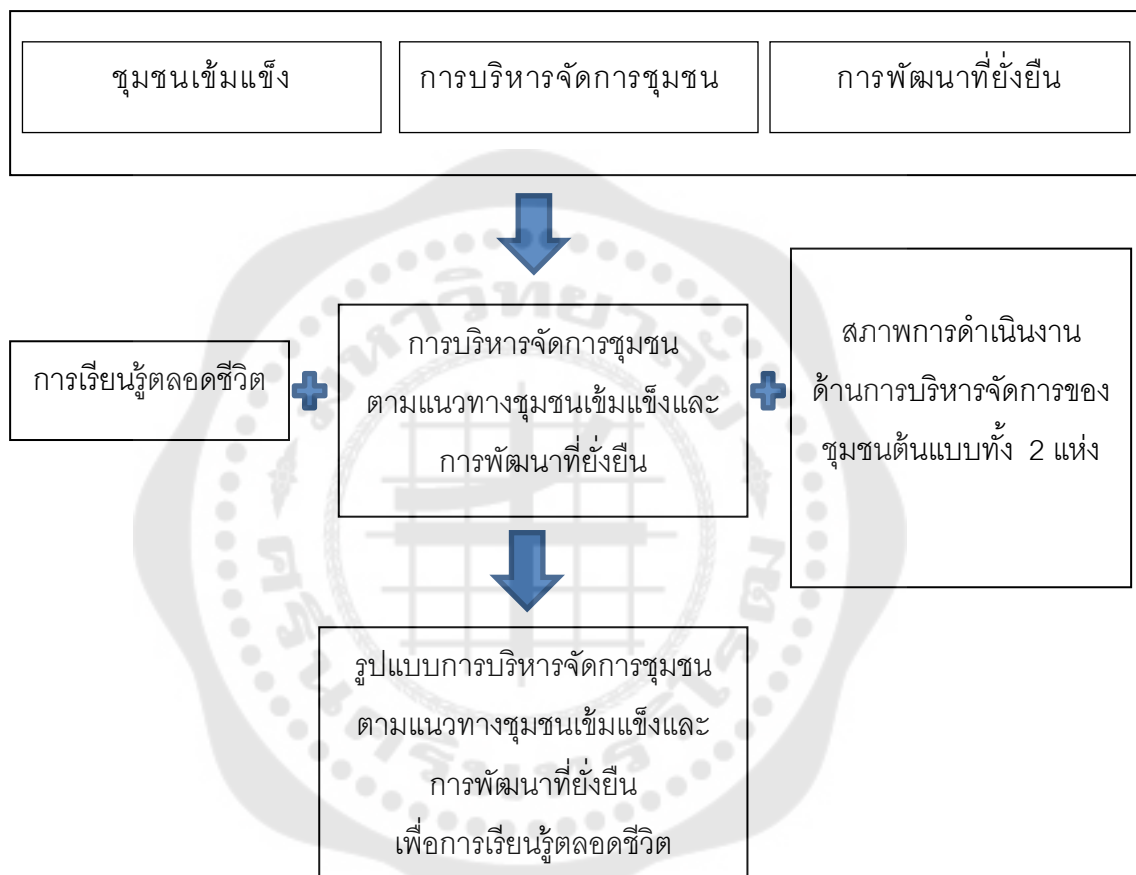 ชุมชนเข้มแข็ง
การบริหารจัดการชุมชน
การพัฒนาที่ยั่งยืน
การเรียนรู้ตลอดชีวิต
การบริหารจัดการชุมชน
ตามแนวทางชุมชนเข้มแข็งและ
การพัฒนาที่ยั่งยืน
สภาพการดำเนินงาน
ด้านการบริหารจัดการของ
ชุมชนต้นแบบทั้ง 2 แห่ง
รูปแบบการบริหารจัดการชุมชน
ตามแนวทางชุมชนเข้มแข็งและ
การพัฒนาที่ยั่งยืน
เพื่อการเรียนรู้ตลอดชีวิต